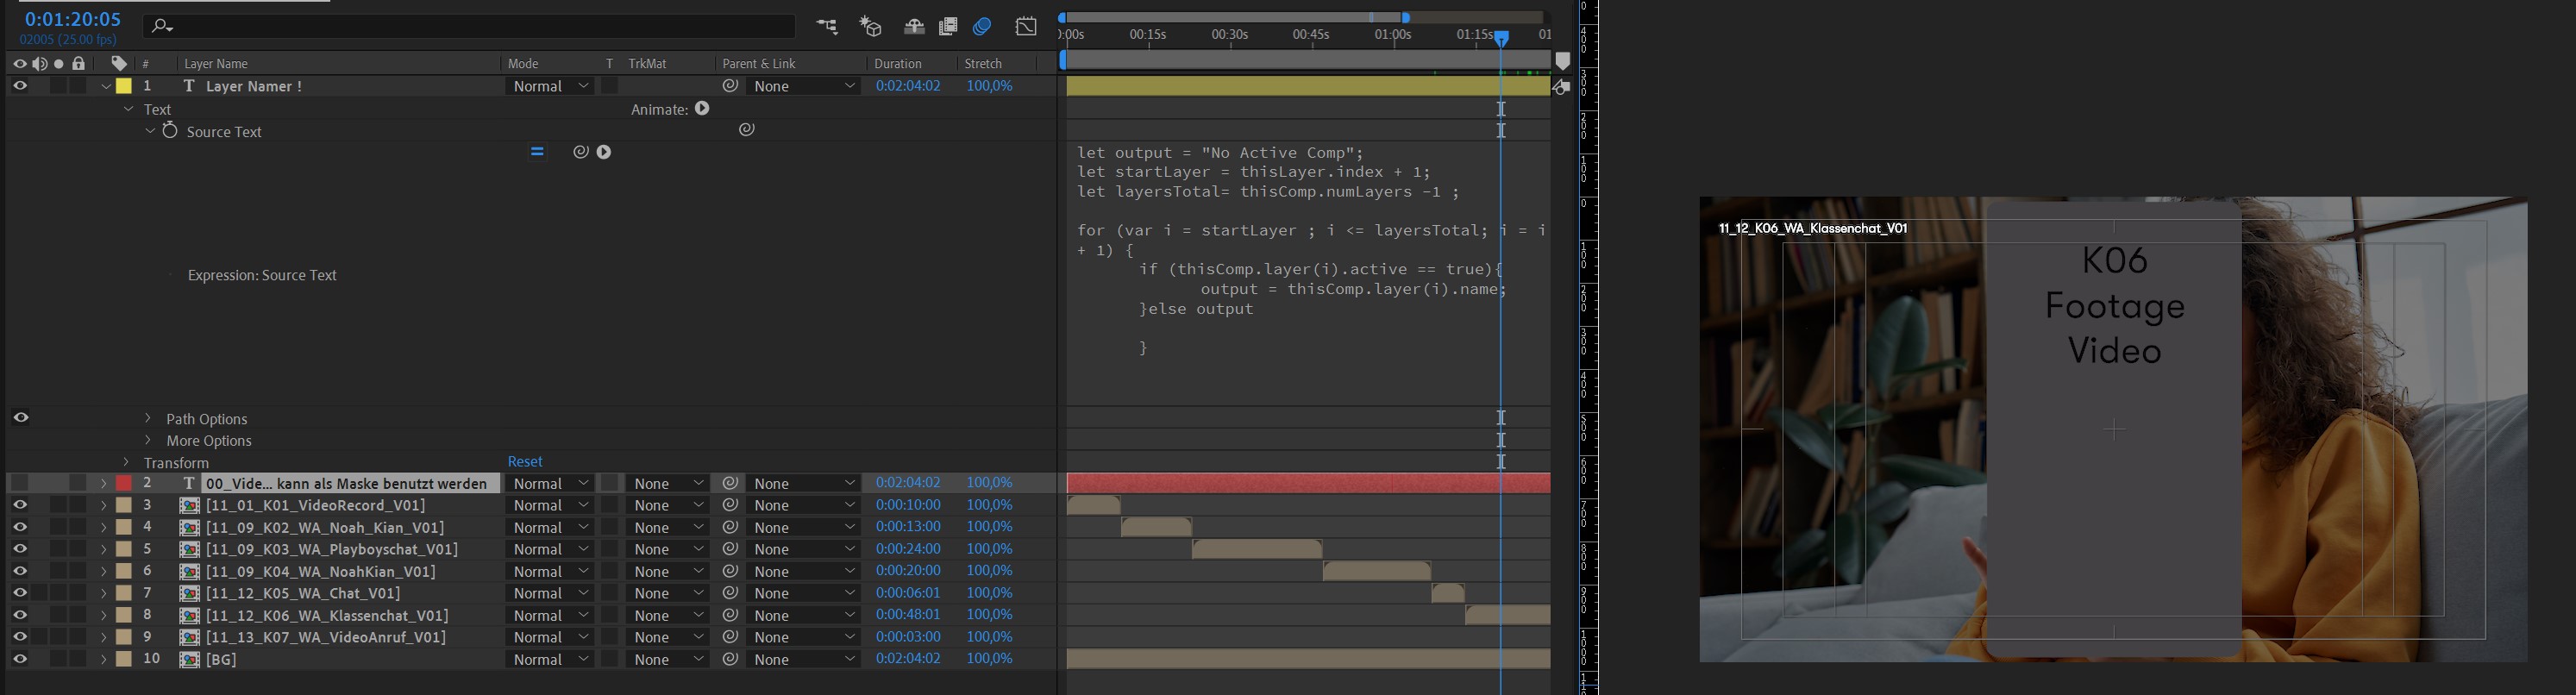 0:01:20:05
02005 (25.00 fps)
):00s 00:15s 00:30s 00:45s 01:00s 01:15s 01
# Layer Name Mode T TrkMat Parent & Link Duration Stretch
1 T Layer Namer ! Normal None 0:02:04:02 100,0%
Text Animate:
Source Text
let output = "No Active Comp";
let startLayer = thisLayer.index + 1;
let layersTotal= thisComp.numLayers -1 ;
for (var i = startLayer ; i <= layersTotal; i = i
+ 1) {
if (thisComp.layer(i).active == true){
output = thisComp.layer(i).name;
}else output
}
Expression: Source Text
Path Options
More Options
Transform Reset
2 T 00_Vide... kann als Maske benutzt werden Normal None None 0:02:04:02 100,0%
3 [11_01_K01_VideoRecord_V01] Normal None None 0:00:10:00 100,0%
4 [11_09_K02_WA_Noah_Kian_V01] Normal None None 0:00:13:00 100,0%
5 [11_09_K03_WA_Playboyschat_V01] Normal None None 0:00:24:00 100,0%
6 [11_09_K04_WA_NoahKian_V01] Normal None None 0:00:20:00 100,0%
7 [11_12_K05_WA_Chat_V01] Normal None None 0:00:06:01 100,0%
8 [11_12_K06_WA_Klassenchat_V01] Normal None None 0:00:48:01 100,0%
9 [11_13_K07_WA_VideoAnruf_V01] Normal None None 0:00:03:00 100,0%
10 [BG] Normal None None 0:02:04:02 100,0%
11_12_K06_WA_Klassenchat_V01
K06
Footage
Video